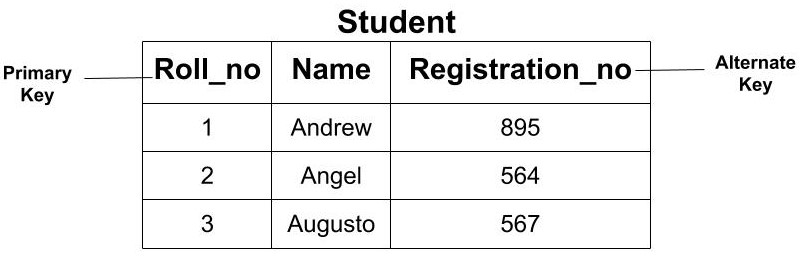 Student
Primary
Key
Roll_no Name Registration_no
Alternate
Key
1 Andrew 895
2 Angel 564
3 Augusto 567